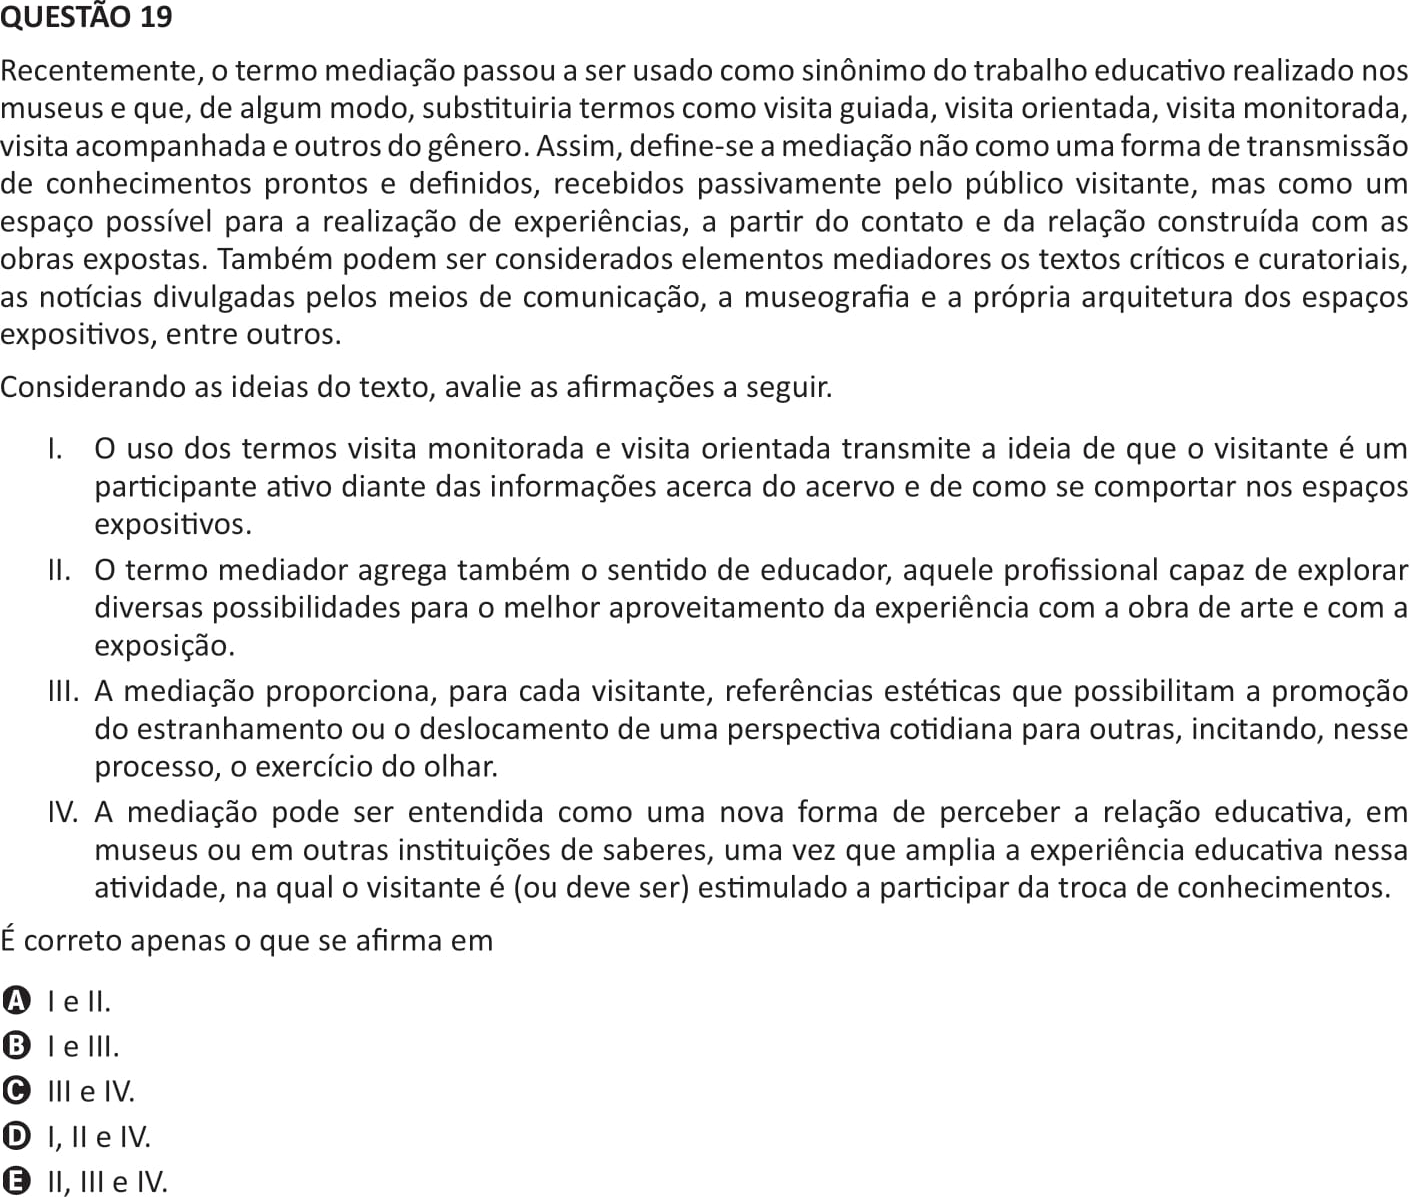 QUESTÃO 19
Recentemente, o termo mediação passou a ser usado como sinônimo do trabalho educativo realizado nos
museus e que, de algum modo, substituiria termos como visita guiada, visita orientada, visita monitorada,
visita acompanhada e outros do gênero. Assim, define-se a mediação não como uma forma de transmissão
de conhecimentos prontos e definidos, recebidos passivamente pelo público visitante, mas como um
espaço possível para a realização de experiências, a partir do contato e da relação construída com as
obras expostas. Também podem ser considerados elementos mediadores os textos críticos e curatoriais,
as notícias divulgadas pelos meios de comunicação, a museografia e a própria arquitetura dos espaços
expositivos, entre outros.
Considerando as ideias do texto, avalie as afirmações a seguir.
I. O uso dos termos visita monitorada e visita orientada transmite a ideia de que o visitante é um
participante ativo diante das informações acerca do acervo e de como se comportar nos espaços
expositivos.
II. O termo mediador agrega também o sentido de educador, aquele profissional capaz de explorar
diversas possibilidades para o melhor aproveitamento da experiência com a obra de arte e com a
exposição.
III. A mediação proporciona, para cada visitante, referências estéticas que possibilitam a promoção
do estranhamento ou o deslocamento de uma perspectiva cotidiana para outras, incitando, nesse
processo, o exercício do olhar.
IV. A mediação pode ser entendida como uma nova forma de perceber a relação educativa, em
museus ou em outras instituições de saberes, uma vez que amplia a experiência educativa nessa
atividade, na qual o visitante é (ou deve ser) estimulado a participar da troca de conhecimentos.
É correto apenas o que se afirma em
A I e II.
B I e III.
C III e IV.
D I, II e IV.
E II, III e IV.